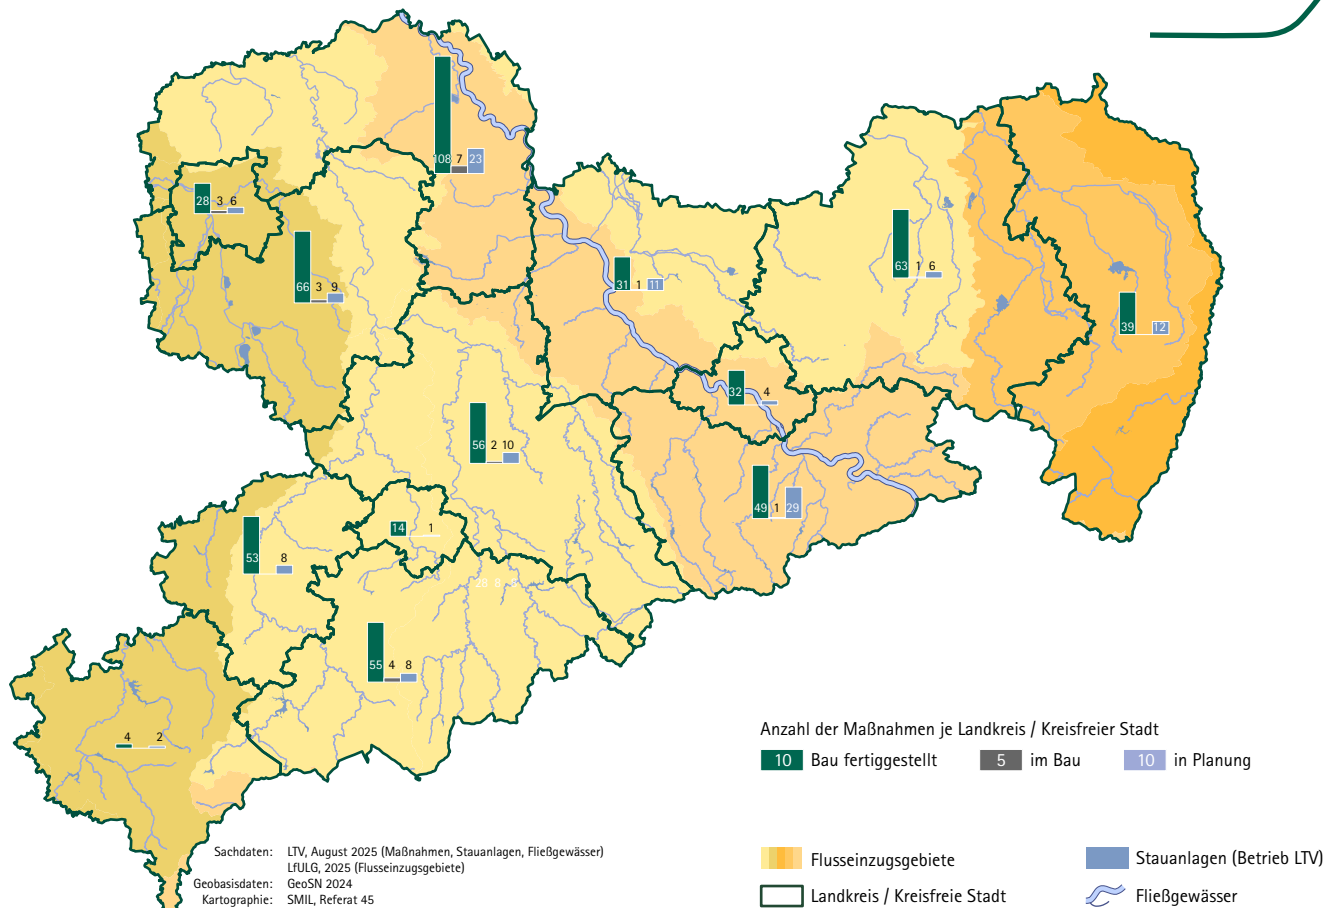 108 7 23
28 3 6
66 3 9
31 1 11
63 1 6
39 12
32 4
56 2 10
49 1 29
14 1
53 8
55 4 8
4 2
Anzahl der Maßnahmen je Landkreis / Kreisfreier Stadt
10 Bau fertiggestellt 5 im Bau 10 in Planung
Sachdaten: LTV, August 2025 (Maßnahmen, Stauanlagen, Fließgewässer)
LfULG, 2025 (Flusseinzugsgebiete)
Geobasisdaten: GeoSN 2024
Kartographie: SMIL, Referat 45
Flusseinzugsgebiete
Stauanlagen (Betrieb LTV)
Landkreis / Kreisfreie Stadt
Fließgewässer